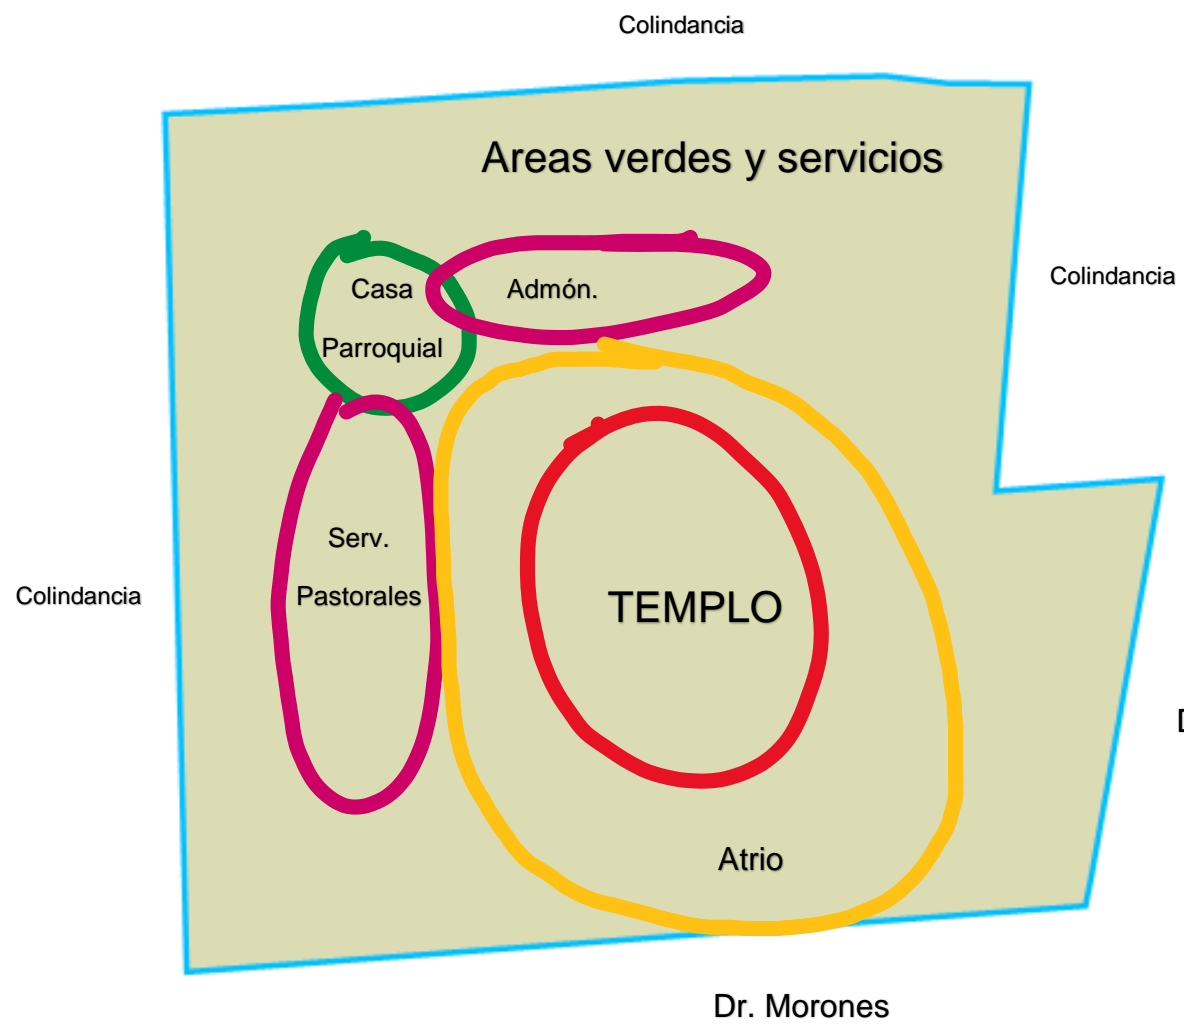 Colindancia
Areas verdes y servicios
Colindancia
Casa
Parroquial
Admón.
Serv.
Pastorales
Colindancia
TEMPLO
Atrio
Dr. Morones